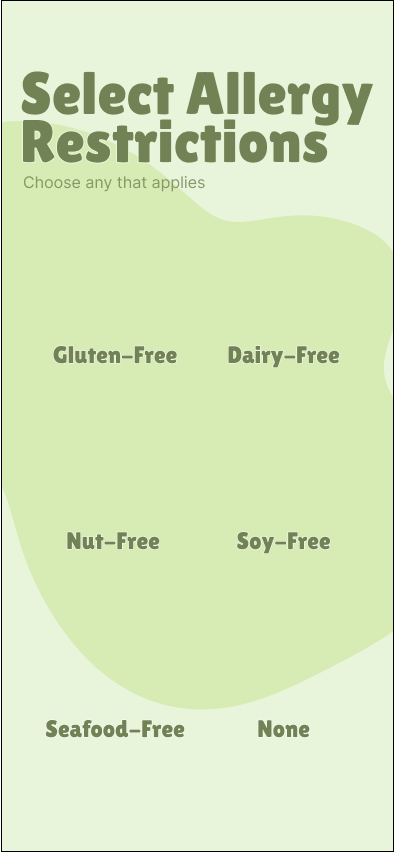 Select Allergy
Restrictions
Choose any that applies
Gluten-Free
Dairy-Free
Nut-Free
Soy-Free
Seafood-Free
None